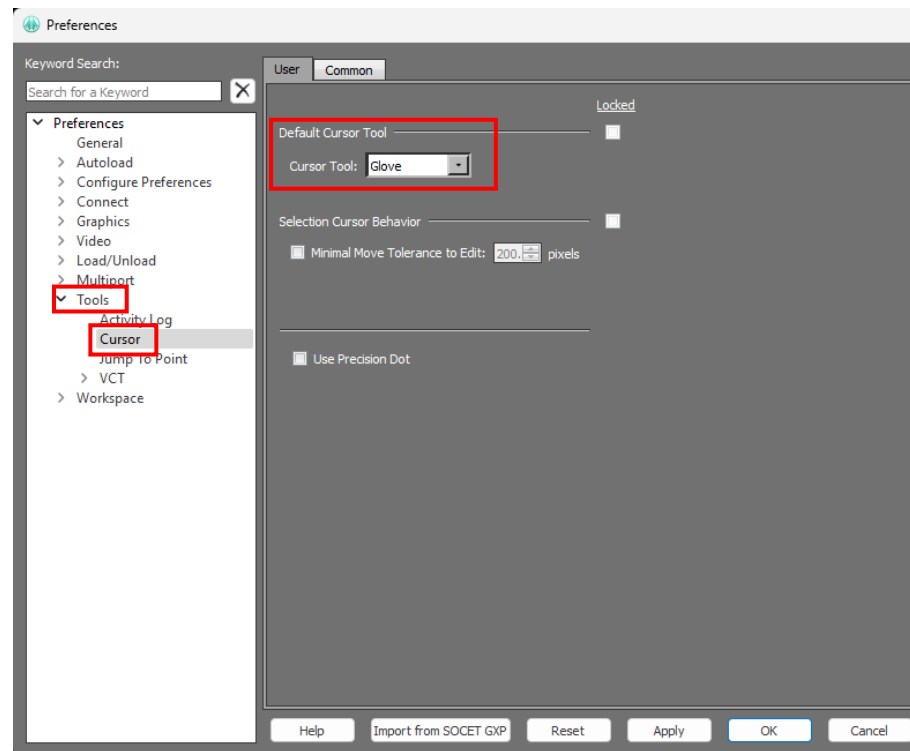 Preferences
Keyword Search:
Search for a Keyword
Preferences
General
Autoload
Configure Preferences
Connect
Graphics
Video
Load/Unload
Multiport
Tools
Activity Log
Cursor
Jump To Point
VCT
Workspace
User Common
Locked
Default Cursor Tool
Cursor Tool: Glove
Selection Cursor Behavior
Minimal Move Tolerance to Edit: 200. pixels
Use Precision Dot
Help Import from SOCET GXP Reset Apply OK Cancel